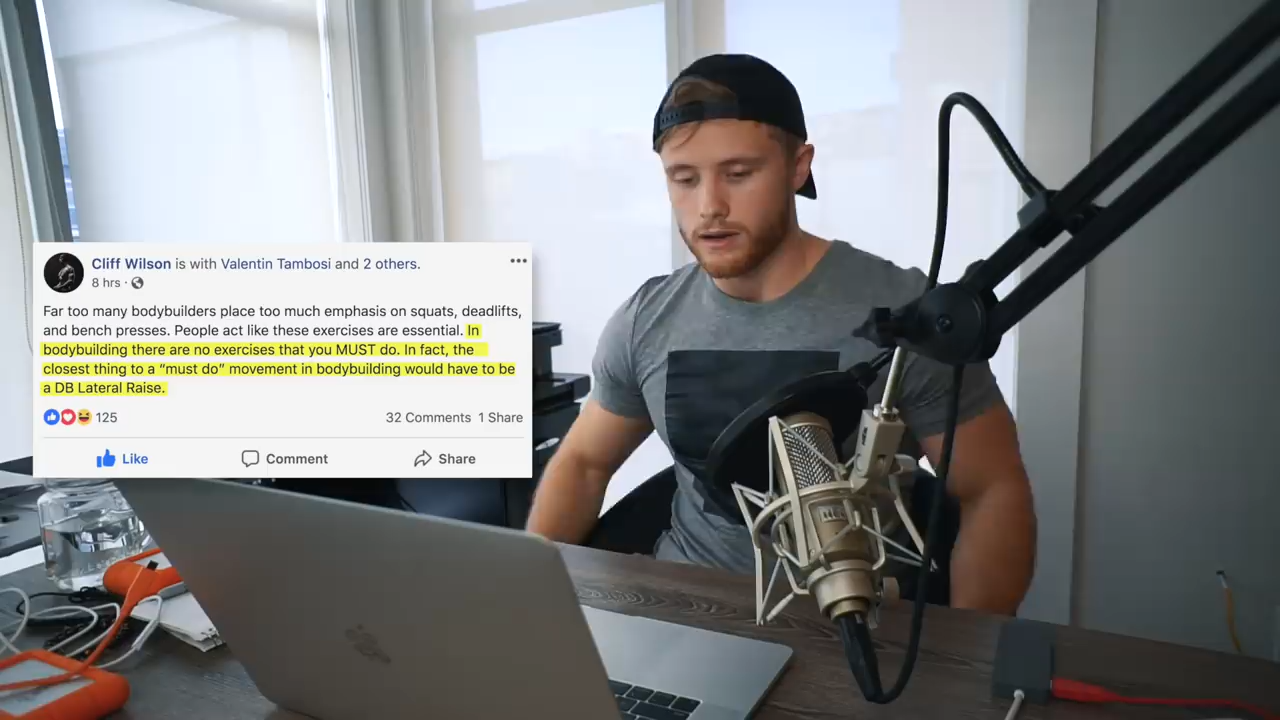 Cliff Wilson is with Valentin Tambosi and 2 others.
8 hrs ·
Far too many bodybuilders place too much emphasis on squats, deadlifts,
and bench presses. People act like these exercises are essential. In
bodybuilding there are no exercises that you MUST do. In fact, the
closest thing to a “must do” movement in bodybuilding would have to be
a DB Lateral Raise.
125 32 Comments 1 Share
Like Comment Share